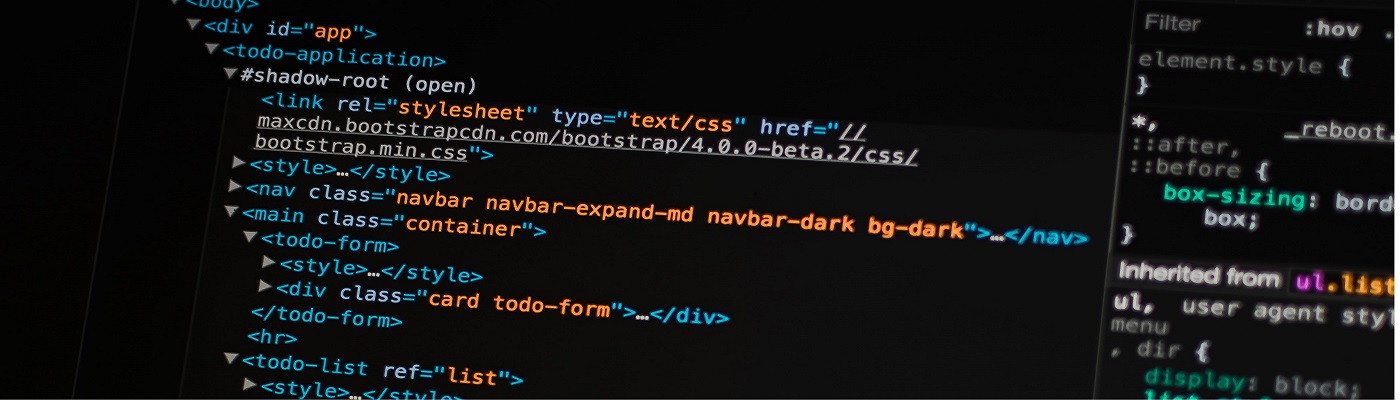 <body>
<div id="app">
<todo-application>
#shadow-root (open)
<link rel="stylesheet" type="text/css" href="//
maxcdn.bootstrapcdn.com/bootstrap/4.0.0-beta.2/css/
bootstrap.min.css">
<style>…</style>
<nav class="navbar navbar-expand-md navbar-dark bg-dark">…</nav>
<main class="container">
<todo-form>
<style>…</style>
<div class="card todo-form">…</div>
</todo-form>
<hr>
<todo-list ref="list">
<style>…</style>
Filter :hov
element.style {
}
*, _reboot
::after,
::before {
box-sizing:
box;
}
Inherited from ul.list
ul, user agent
menu
, dir {
display: block;